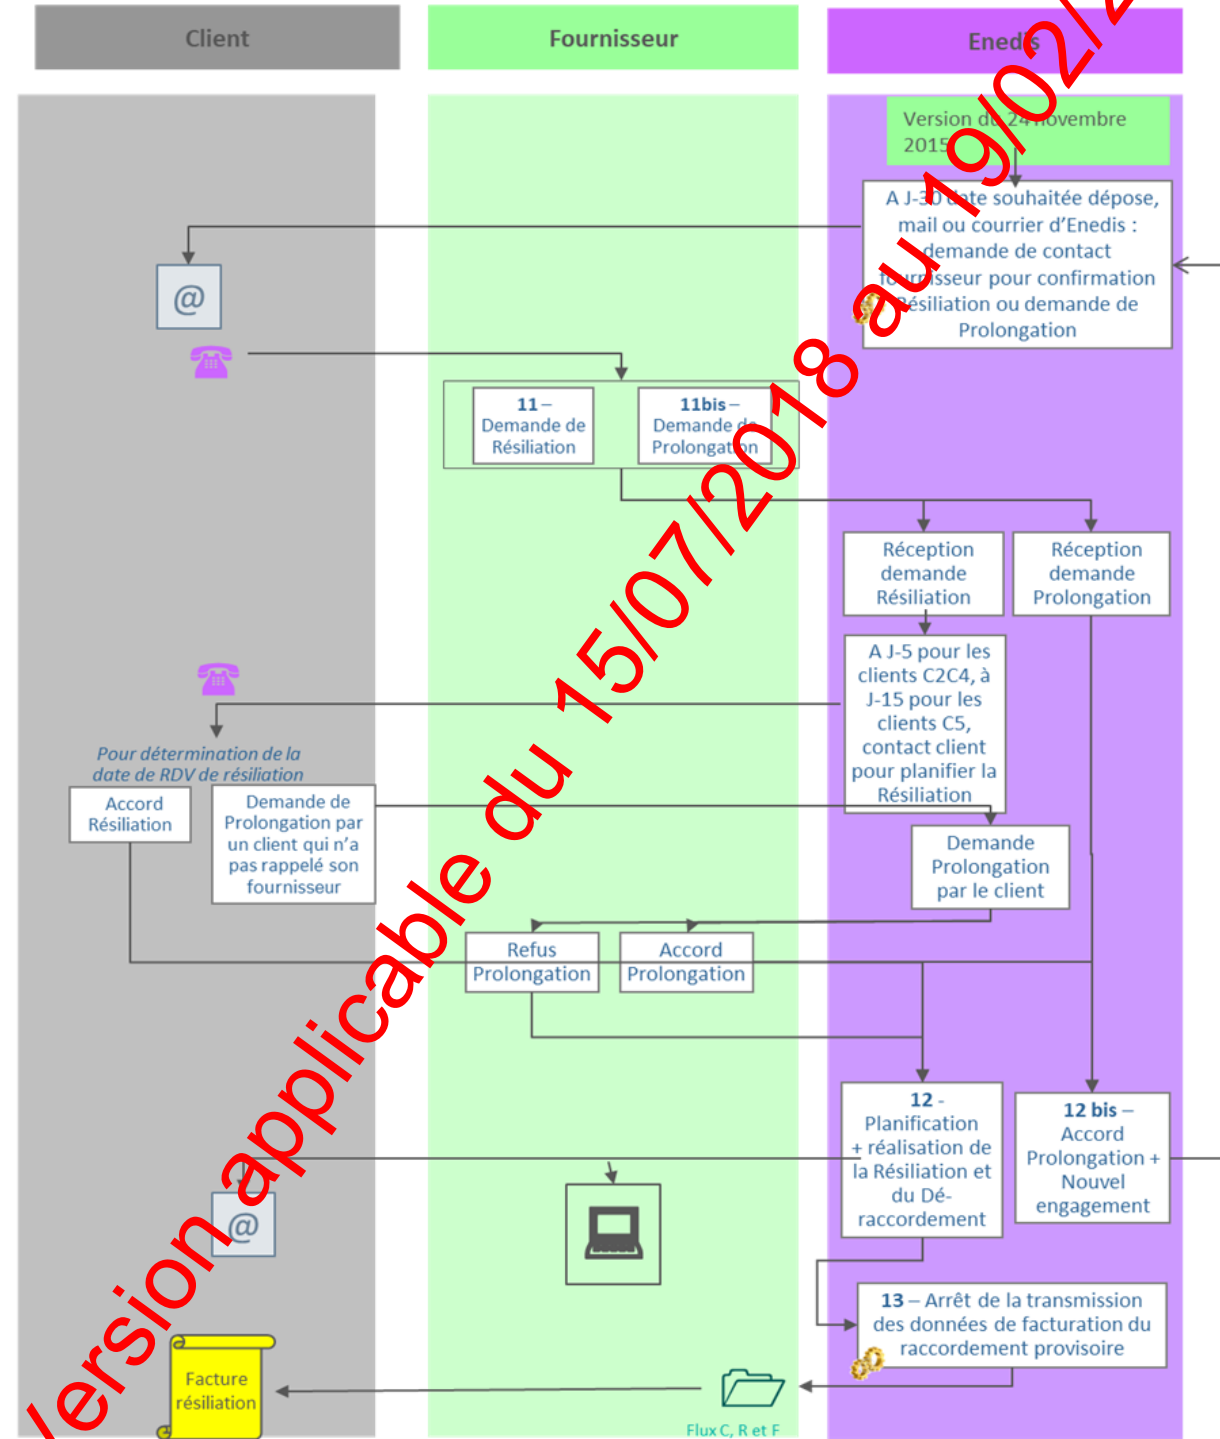 Client
Fournisseur
Enedis
Version du 24 novembre
2015
A J-30 date souhaitée dépose,
mail ou courrier d'Enedis :
demande de contact
fournisseur pour confirmation
Résiliation ou demande de
Prolongation
@
11 –
Demande de
Résiliation
11bis –
Demande de
Prolongation
Réception
demande
Résiliation
Réception
demande
Prolongation
A J-5 pour les
clients C2C4, à
J-15 pour les
clients C5,
contact client
pour planifier la
Résiliation
Pour détermination de la
date de RDV de résiliation
Accord
Résiliation
Demande de
Prolongation par
un client qui n'a
pas rappelé son
fournisseur
Demande
Prolongation
par le client
Refus
Prolongation
Accord
Prolongation
12 -
Planification
+ réalisation de
la Résiliation et
du Dé-
raccordement
12 bis –
Accord
Prolongation +
Nouvel
engagement
@
13 – Arrêt de la transmission
des données de facturation du
raccordement provisoire
Facture
résiliation
Flux C, R et F
Version applicable du 15/07/2018 au 19/02/2